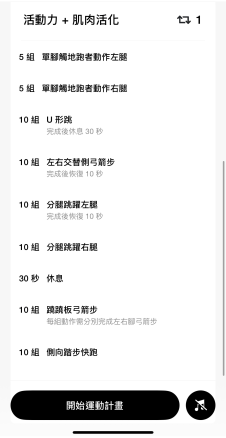 活動力 + 肌肉活化 1
5 組 單腳觸地跑者動作左腿
5 組 單腳觸地跑者動作右腿
10 組 U 形跳
完成後休息 30 秒
10 組 左右交替側弓箭步
完成後恢復 10 秒
10 組 分腿跳躍左腿
完成後恢復 10 秒
10 組 分腿跳躍右腿
30 秒 休息
10 組 蹺蹺板弓箭步
每組動作需分別完成左右腳弓箭步
10 組 側向踏步快跑
開始運動計畫